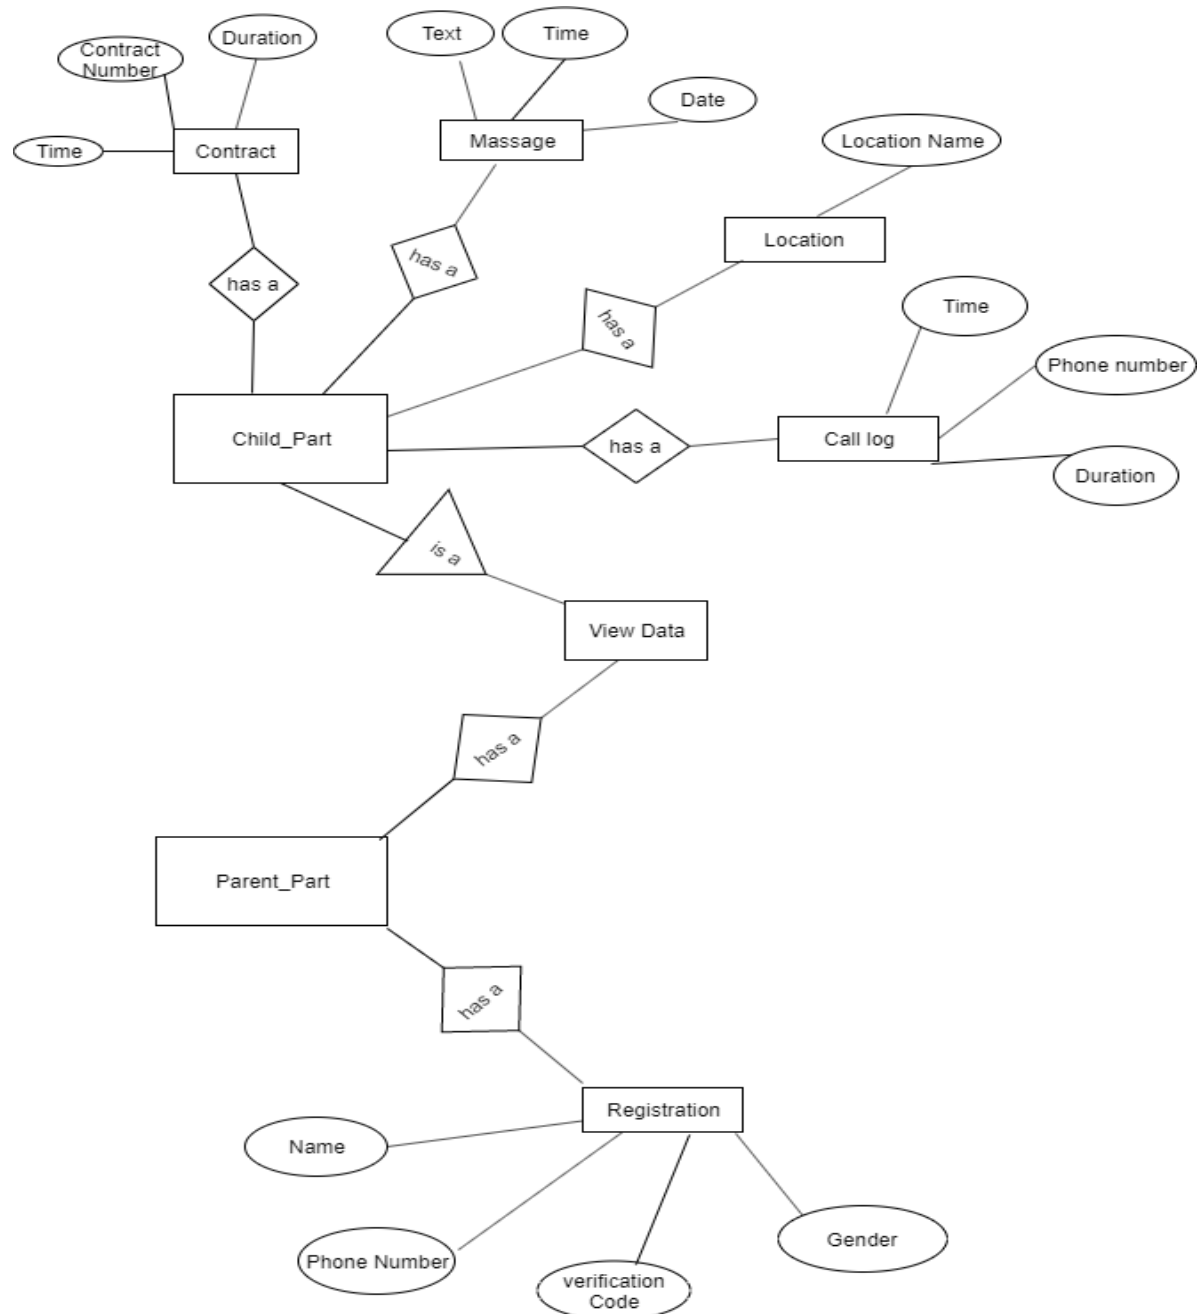 Contract
Number
Duration
Text
Time
Date
Time
Contract
Massage
Location Name
Location
has a
has a
has a
Time
Phone number
Child_Part
has a
Call log
Duration
is a
View Data
has a
Parent_Part
has a
Registration
Name
Phone Number
verification
Code
Gender